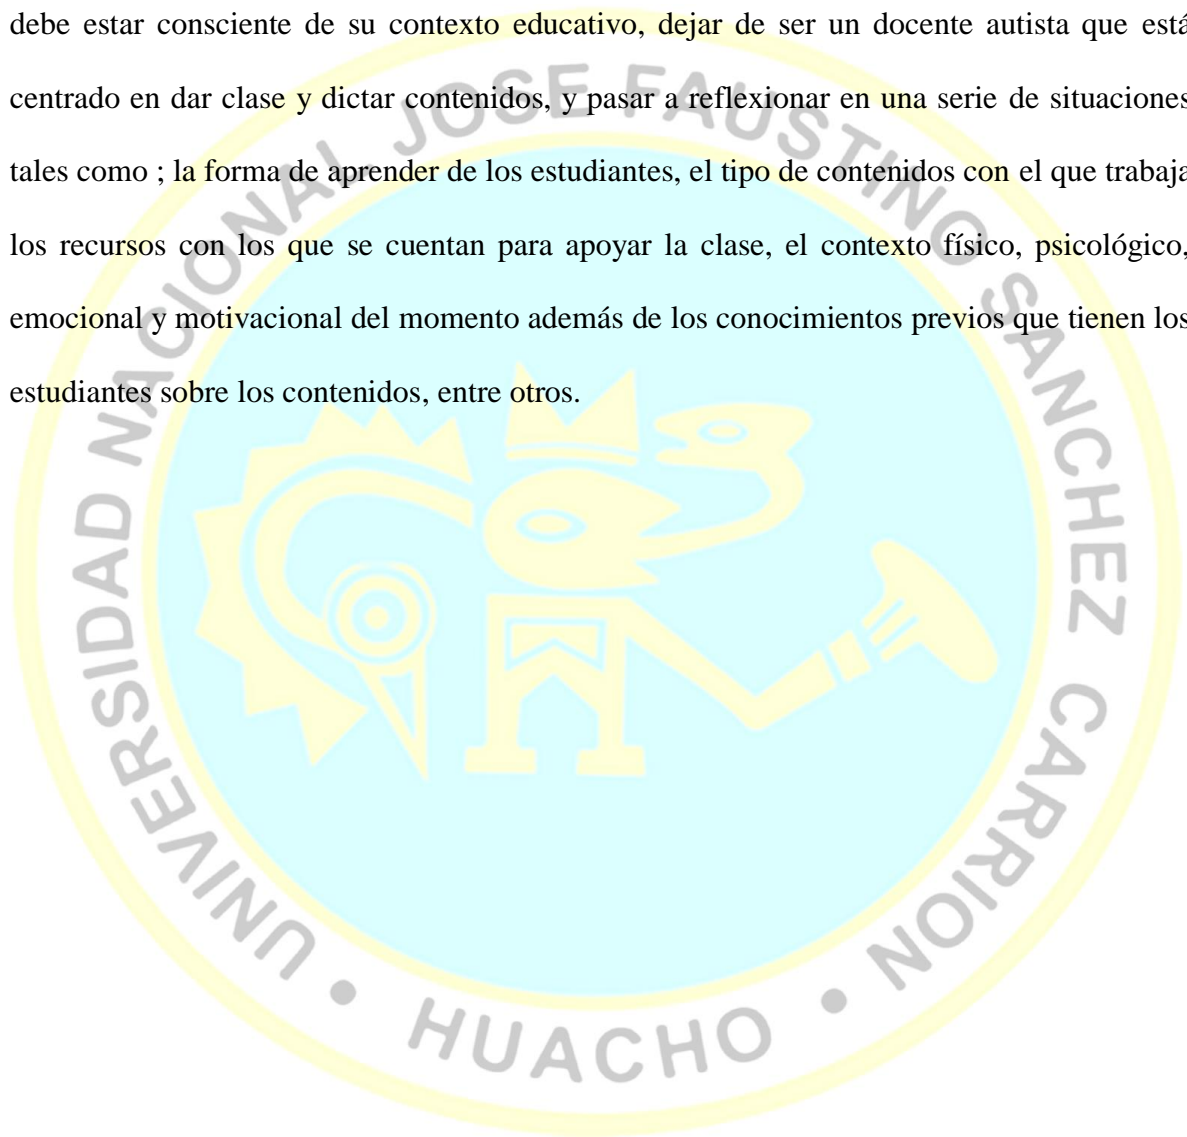 debe estar consciente de su contexto educativo, dejar de ser un docente autista que está
centrado en dar clase y dictar contenidos, y pasar a reflexionar en una serie de situaciones
tales como ; la forma de aprender de los estudiantes, el tipo de contenidos con el que trabaja
los recursos con los que se cuentan para apoyar la clase, el contexto físico, psicológico,
emocional y motivacional del momento además de los conocimientos previos que tienen los
estudiantes sobre los contenidos, entre otros.
UNIVERSIDAD NACIONAL JOSE FAUSTINO SANCHEZ CARRION • HUACHO •